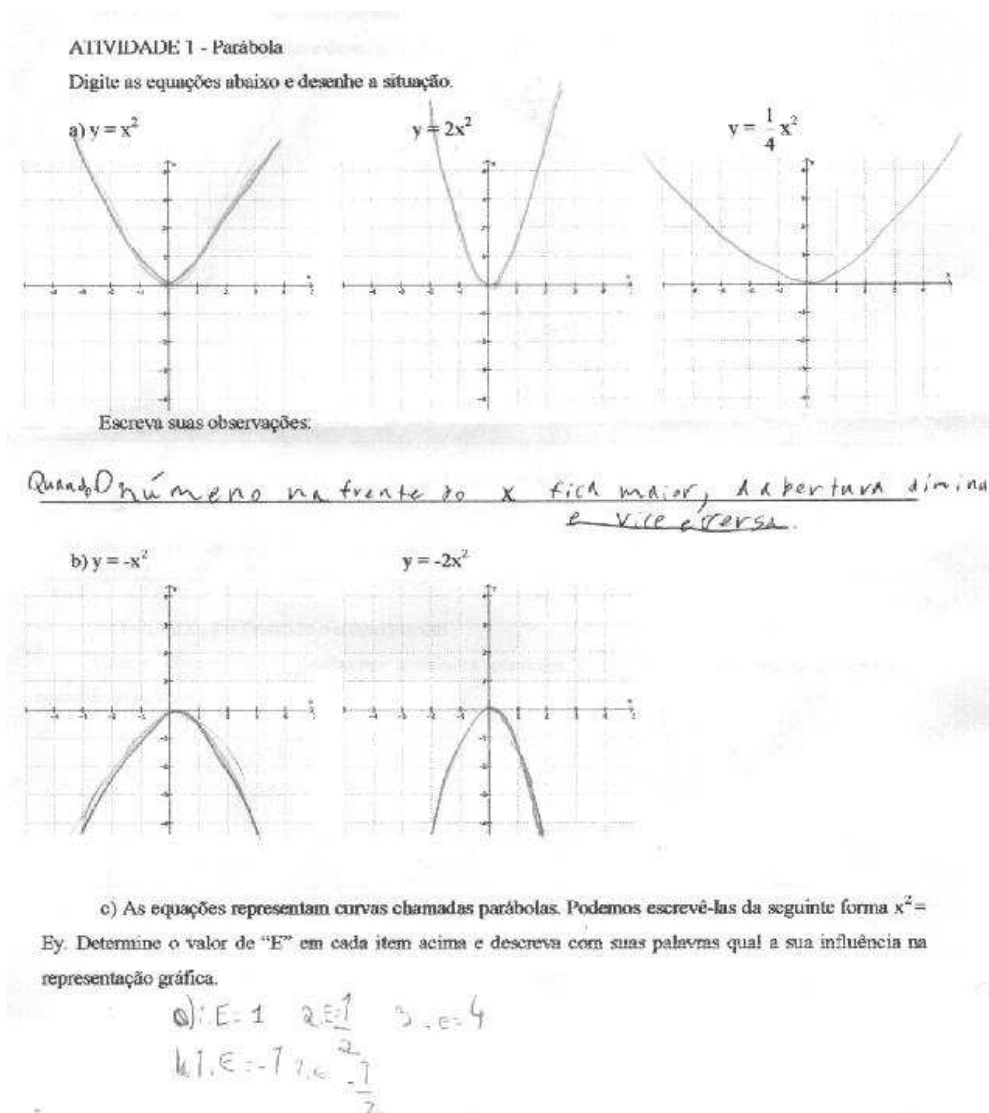 ATIVIDADE 1 - Parábola
Digite as equações abaixo e desenhe a situação.
a) y = x² y = 2x² y = 1/4 x²
Escreva suas observações:
Quando O número na frente do x fica maior, a abertura diminu
e vice e versa.
b) y = -x² y = -2x²
c) As equações representam curvas chamadas parábolas. Podemos escrevê-las da seguinte forma x² =
Ey. Determine o valor de "E" em cada item acima e descreva com suas palavras qual a sua influência na
representação gráfica.
a) 1. E = 1 2. E = 1/2 3. e = 4
b) 1. E = -1 2. e -1/2